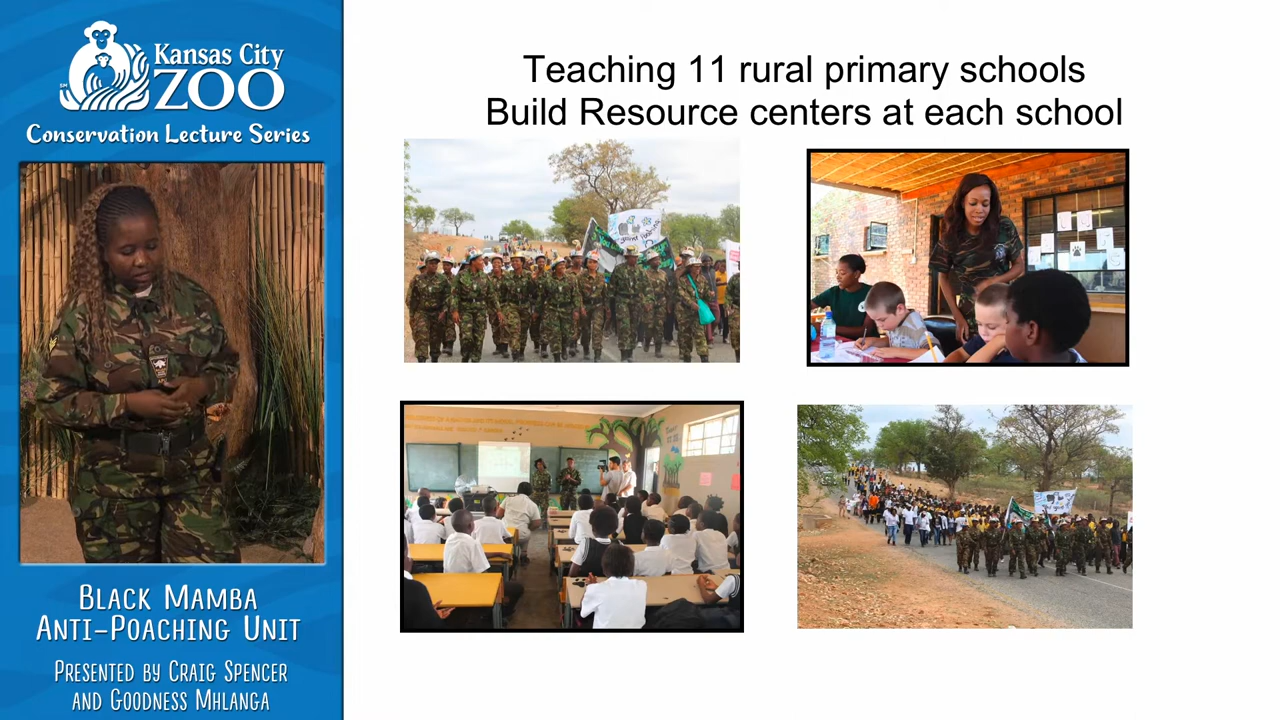 Kansas City
ZOO
SM
Conservation Lecture Series
BLACK MAMBA
ANTI-POACHING UNIT
PRESENTED BY CRAIG SPENCER
AND GOODNESS MHLANGA
Teaching 11 rural primary schools
Build Resource centers at each school